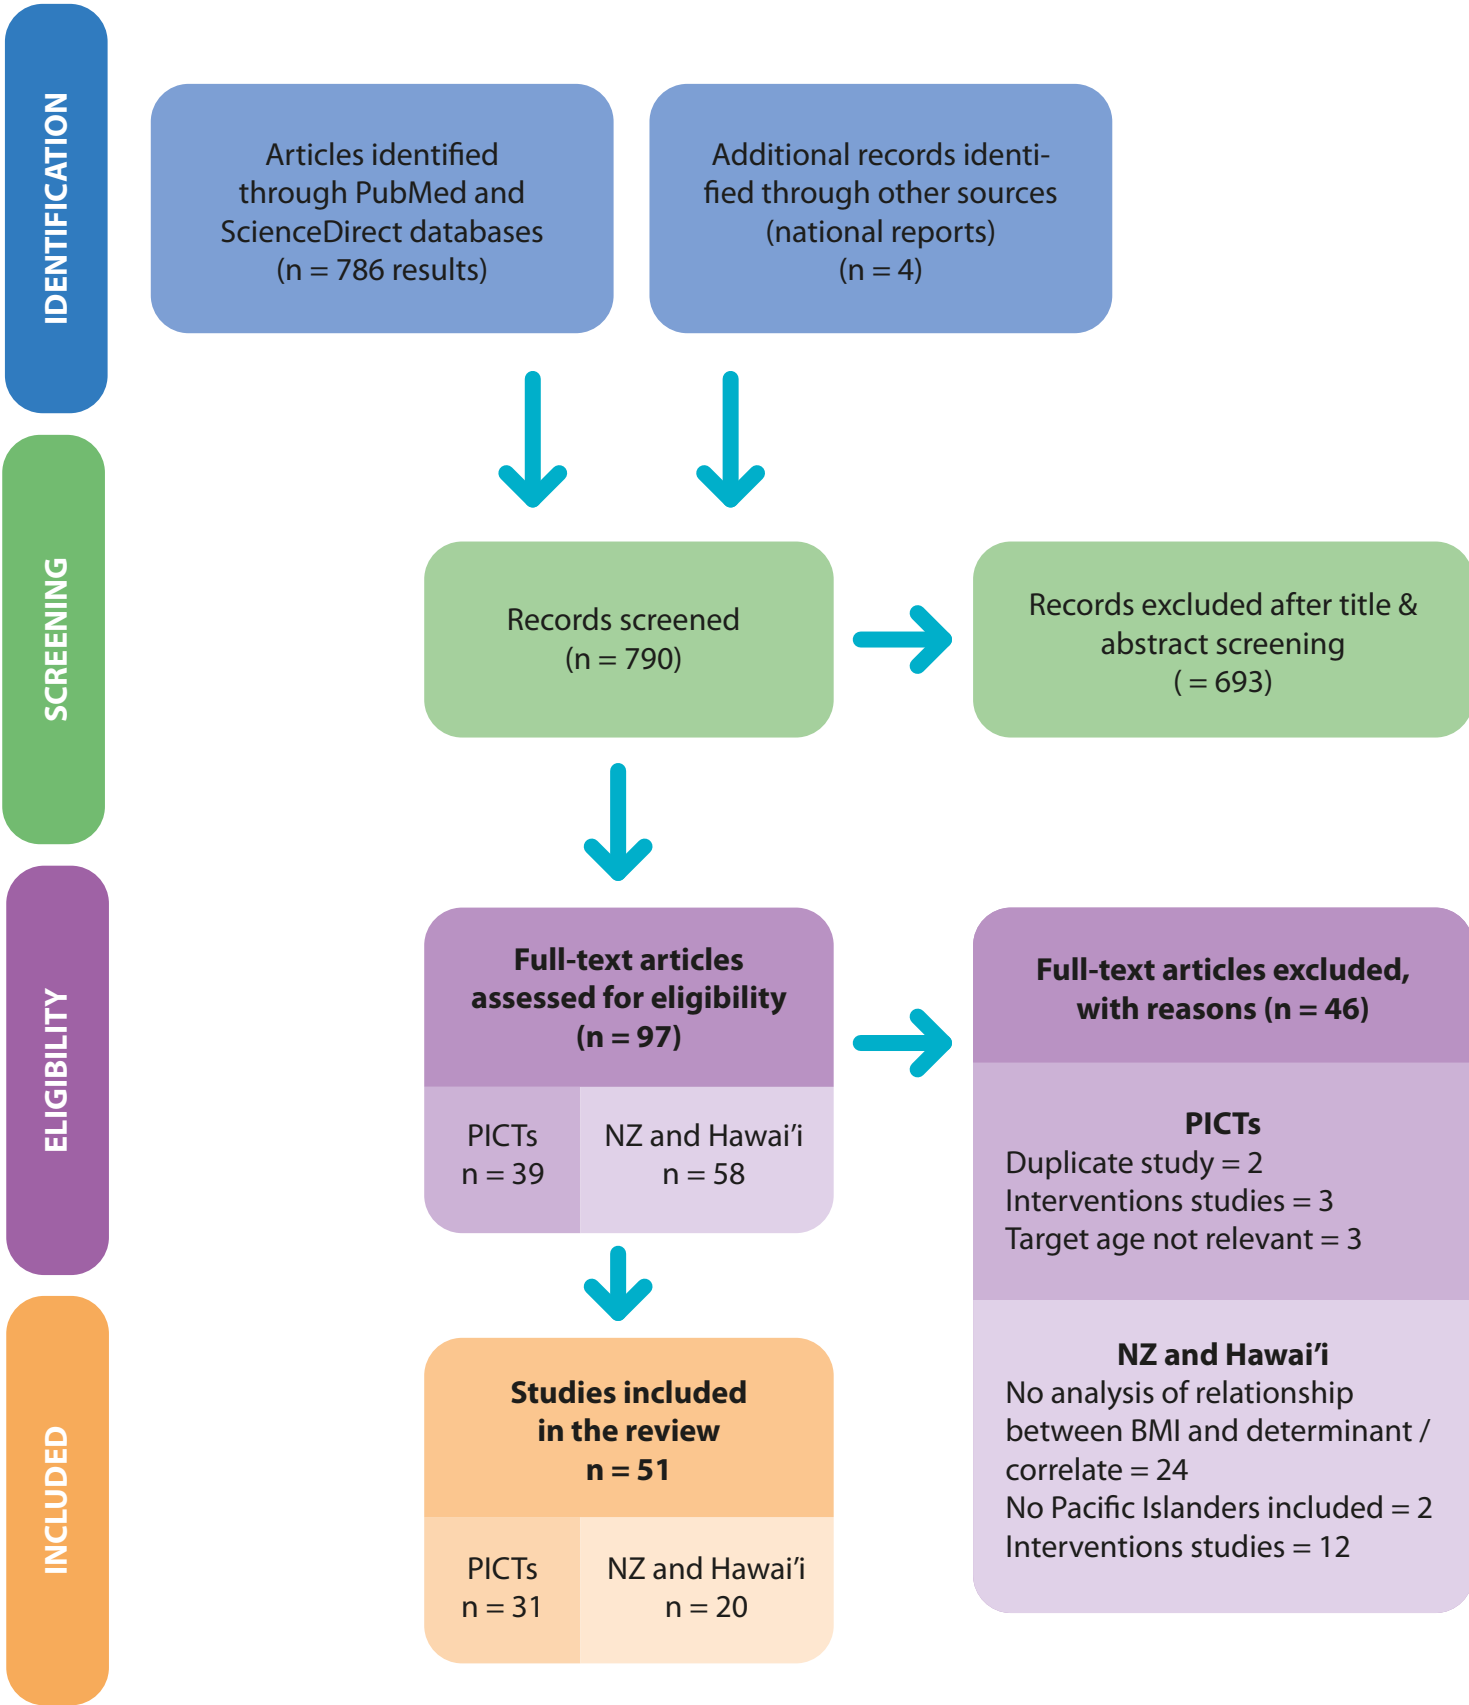 IDENTIFICATION
Articles identified
through PubMed and
ScienceDirect databases
(n = 786 results)
Additional records identi-
fied through other sources
(national reports)
(n = 4)
SCREENING
Records screened
(n = 790)
Records excluded after title &
abstract screening
( = 693)
ELIGIBILITY
Full-text articles
assessed for eligibility
(n = 97)
PICTs
n = 39
NZ and Hawai’i
n = 58
Full-text articles excluded,
with reasons (n = 46)
PICTs
Duplicate study = 2
Interventions studies = 3
Target age not relevant = 3
NZ and Hawai’i
No analysis of relationship
between BMI and determinant /
correlate = 24
No Pacific Islanders included = 2
Interventions studies = 12
INCLUDED
Studies included
in the review
n = 51
PICTs
n = 31
NZ and Hawai’i
n = 20